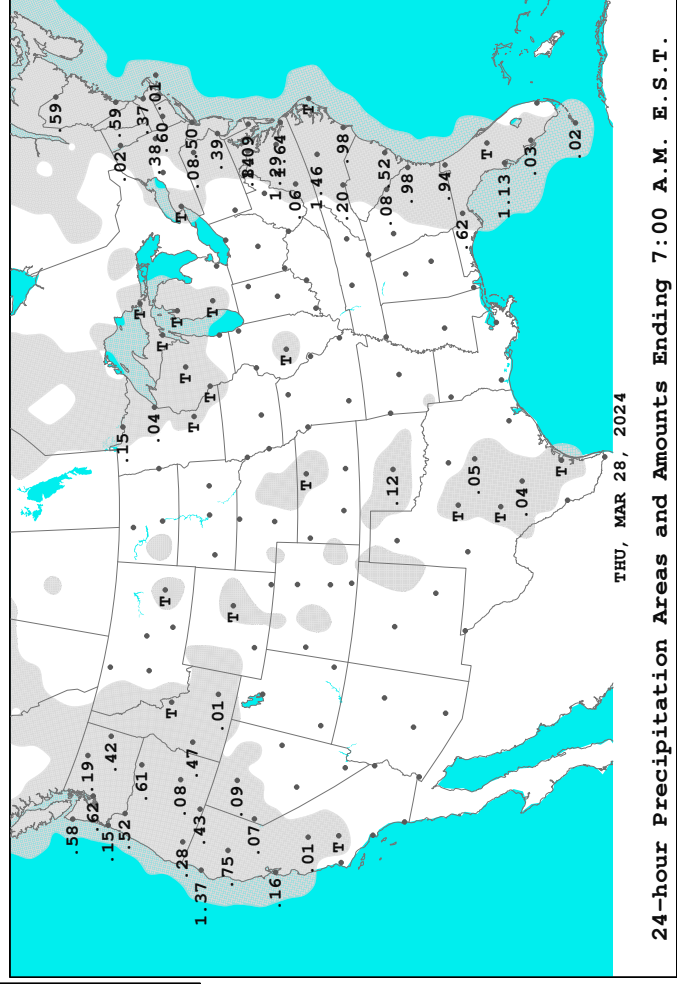 .59
.58
.19
.62
.15
.42
.59
.02
.15
.52
T
.61
.37
.04
.38
.01
.60
T
T
T
T
.08
T
.28
T
.47
.50
.08
T
.43
1.37
T
T
.39
.01
.75
T
.09
.09
.07
1.29
.16
T
.06
T
.01
T
1.46
T
.98
.20
.52
.08
.12
.98
.94
T
.62
.05
T
T
1.13
.04
.03
T
.02
THU, MAR 28, 2024
24-hour Precipitation Areas and Amounts Ending 7:00 A.M. E.S.T.